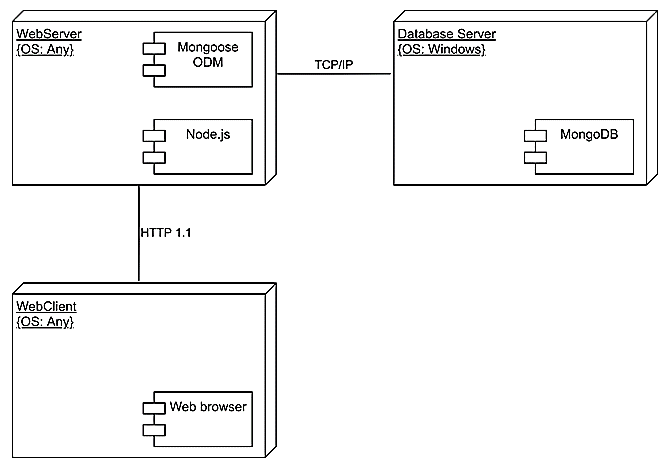 WebServer
{OS: Any}
Mongoose
ODM
Node.js
TCP/IP
Database Server
{OS: Windows}
MongoDB
HTTP 1.1
WebClient
{OS: Any}
Web browser